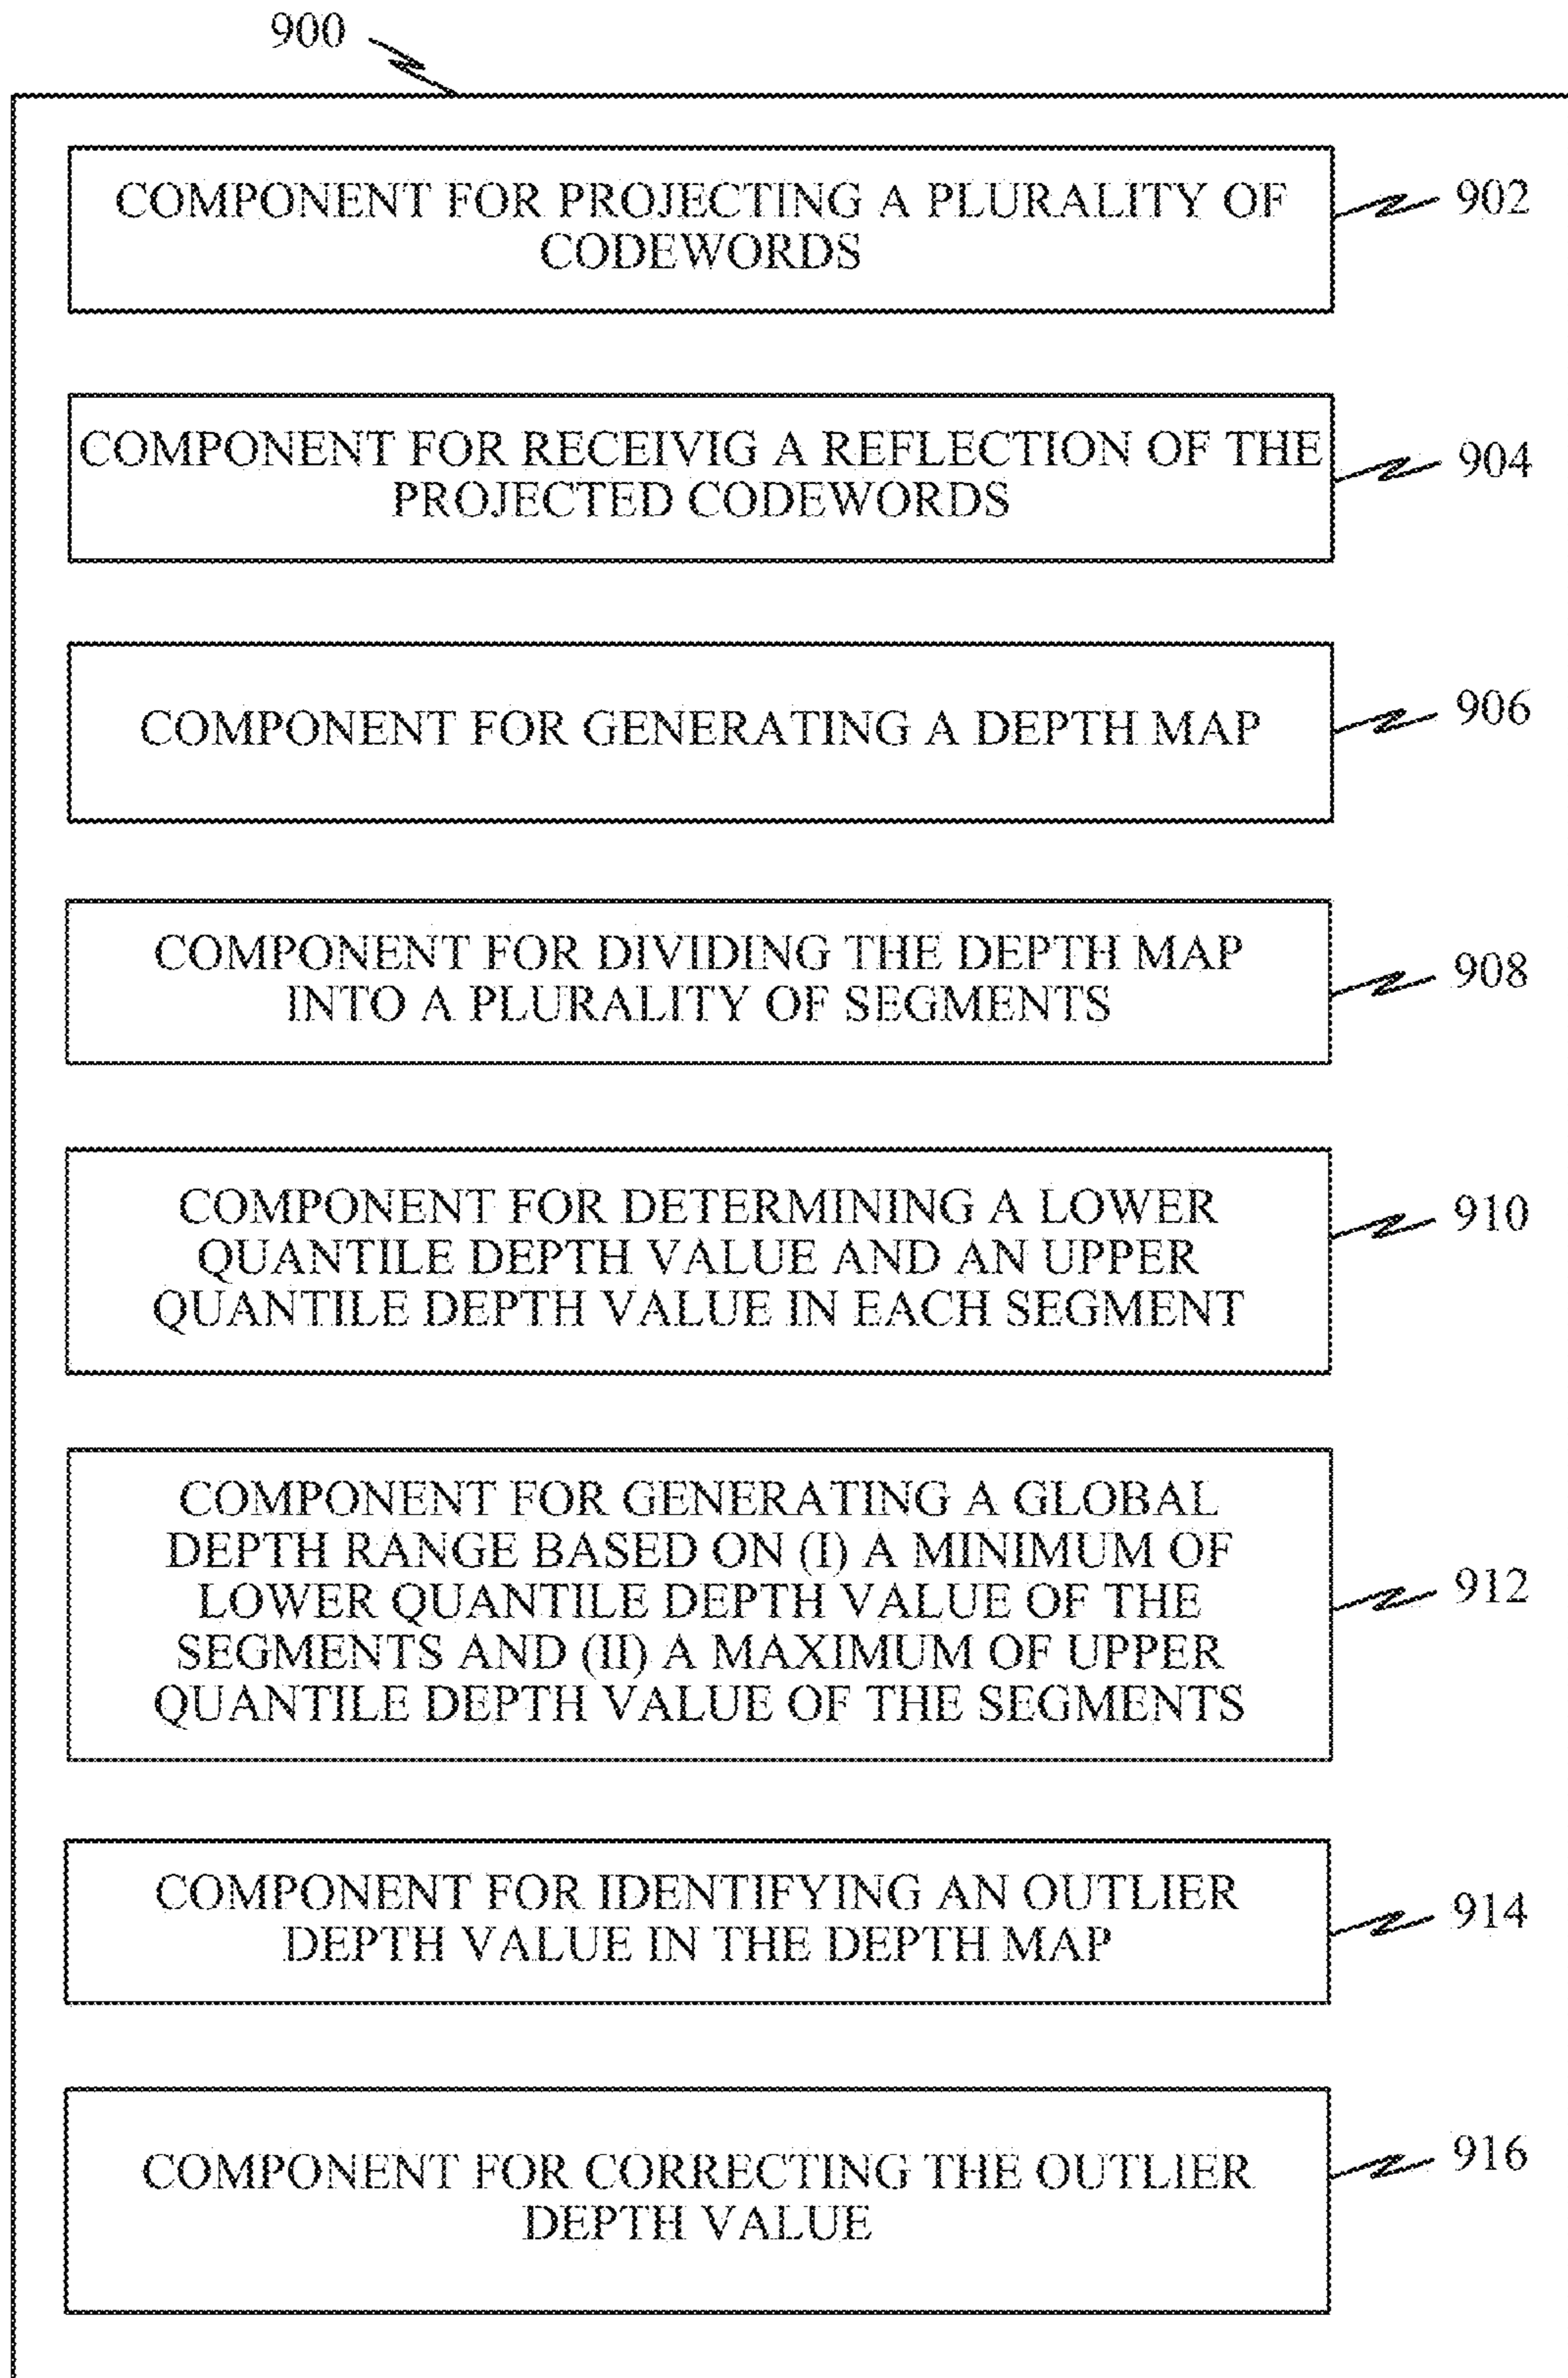 900
COMPONENT FOR PROJECTING A PLURALITY OF
CODEWORDS
902
COMPONENT FOR RECEIVIG A REFLECTION OF THE
PROJECTED CODEWORDS
904
COMPONENT FOR GENERATING A DEPTH MAP
906
COMPONENT FOR DIVIDING THE DEPTH MAP
INTO A PLURALITY OF SEGMENTS
908
COMPONENT FOR DETERMINING A LOWER
QUANTILE DEPTH VALUE AND AN UPPER
QUANTILE DEPTH VALUE IN EACH SEGMENT
910
COMPONENT FOR GENERATING A GLOBAL
DEPTH RANGE BASED ON (I) A MINIMUM OF
LOWER QUANTILE DEPTH VALUE OF THE
SEGMENTS AND (II) A MAXIMUM OF UPPER
QUANTILE DEPTH VALUE OF THE SEGMENTS
912
COMPONENT FOR IDENTIFYING AN OUTLIER
DEPTH VALUE IN THE DEPTH MAP
914
COMPONENT FOR CORRECTING THE OUTLIER
DEPTH VALUE
916